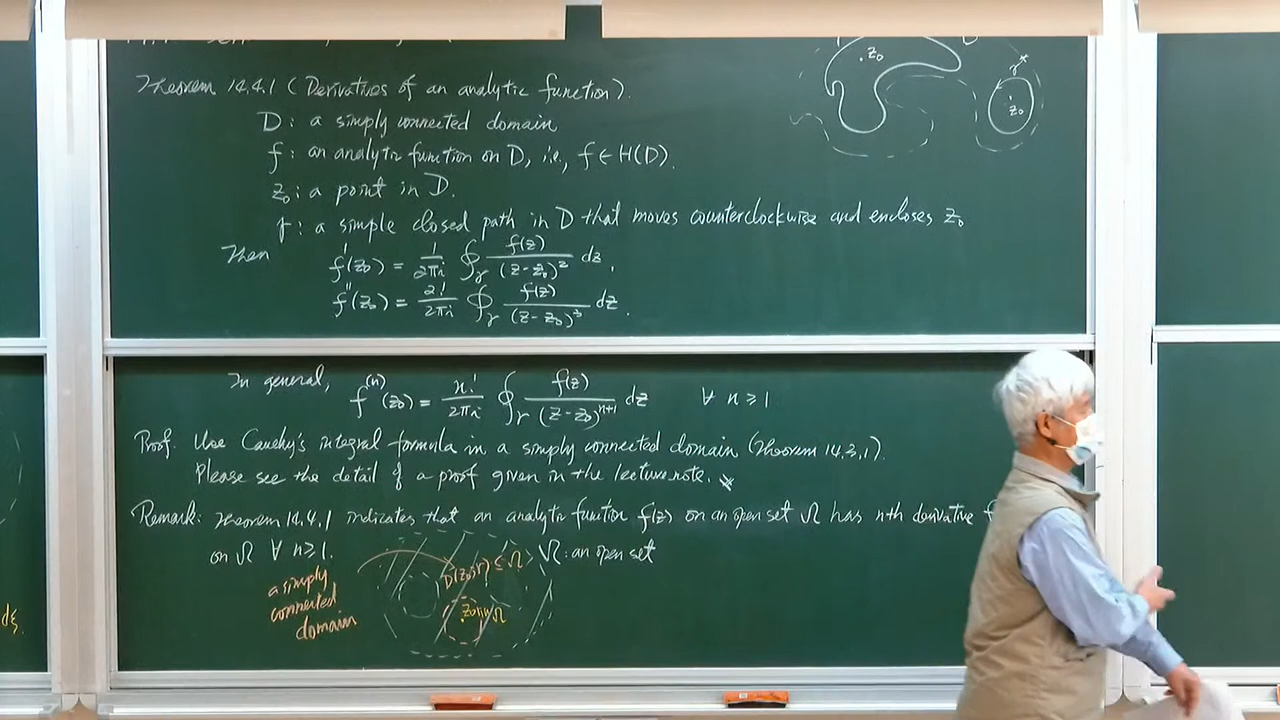 Theorem 14.4.1 (Derivatives of an analytic function).
D: a simply connected domain
f: an analytic function on D, i.e., f ∈ H(D).
z₀: a point in D.
γ: a simple closed path in D that moves counterclockwise and encloses z₀
Then f'(z₀) = 1/2πi ∮_γ f(z)/(z-z₀)² dz,
f''(z₀) = 2!/2πi ∮_γ f(z)/(z-z₀)³ dz.
z₀
γ*
z₀
In general, f⁽ⁿ⁾(z₀) = n!/2πi ∮_γ f(z)/(z-z₀)ⁿ⁺¹ dz ∀ n ≥ 1
Proof. Use Cauchy's integral formula in a simply connected domain (Theorem 14.3.1).
Please see the detail of a proof given in the lecture note.
Remark: Theorem 14.4.1 indicates that an analytic function f(z) on an open set Ω has nth derivative f
on Ω ∀ n ≥ 1.
D(z₀;r) ⊆ Ω
Ω: an open set
a simply
connected
domain
z₀ in Ω
dξ